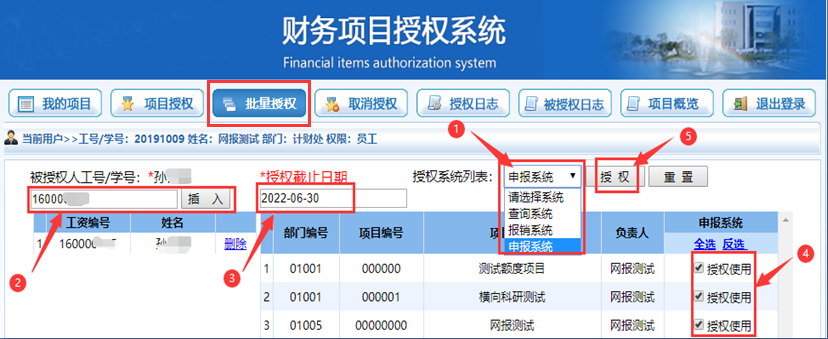 财务项目授权系统
Financial items authorization system
我的项目 项目授权 批量授权 取消授权 授权日志 被授权日志 项目概览 退出登录
当前用户>>工号/学号：20191009 姓名：网报测试 部门：计财处 权限：员工
1
5
被授权人工号/学号：*孙
*授权截止日期
授权系统列表：
申报系统
授 权
重 置
160000
插 入
2022-06-30
请选择系统
查询系统
报销系统
申报系统
工资编号 姓名
1 16000 孙 删除
2
3
4
部门编号 项目编号 项 负责人 申报系统
全选 反选
1 01001 000000 测试额度项目 网报测试 授权使用
2 01001 000001 横向科研测试 网报测试 授权使用
3 01005 00000000 网报测试 网报测试 授权使用